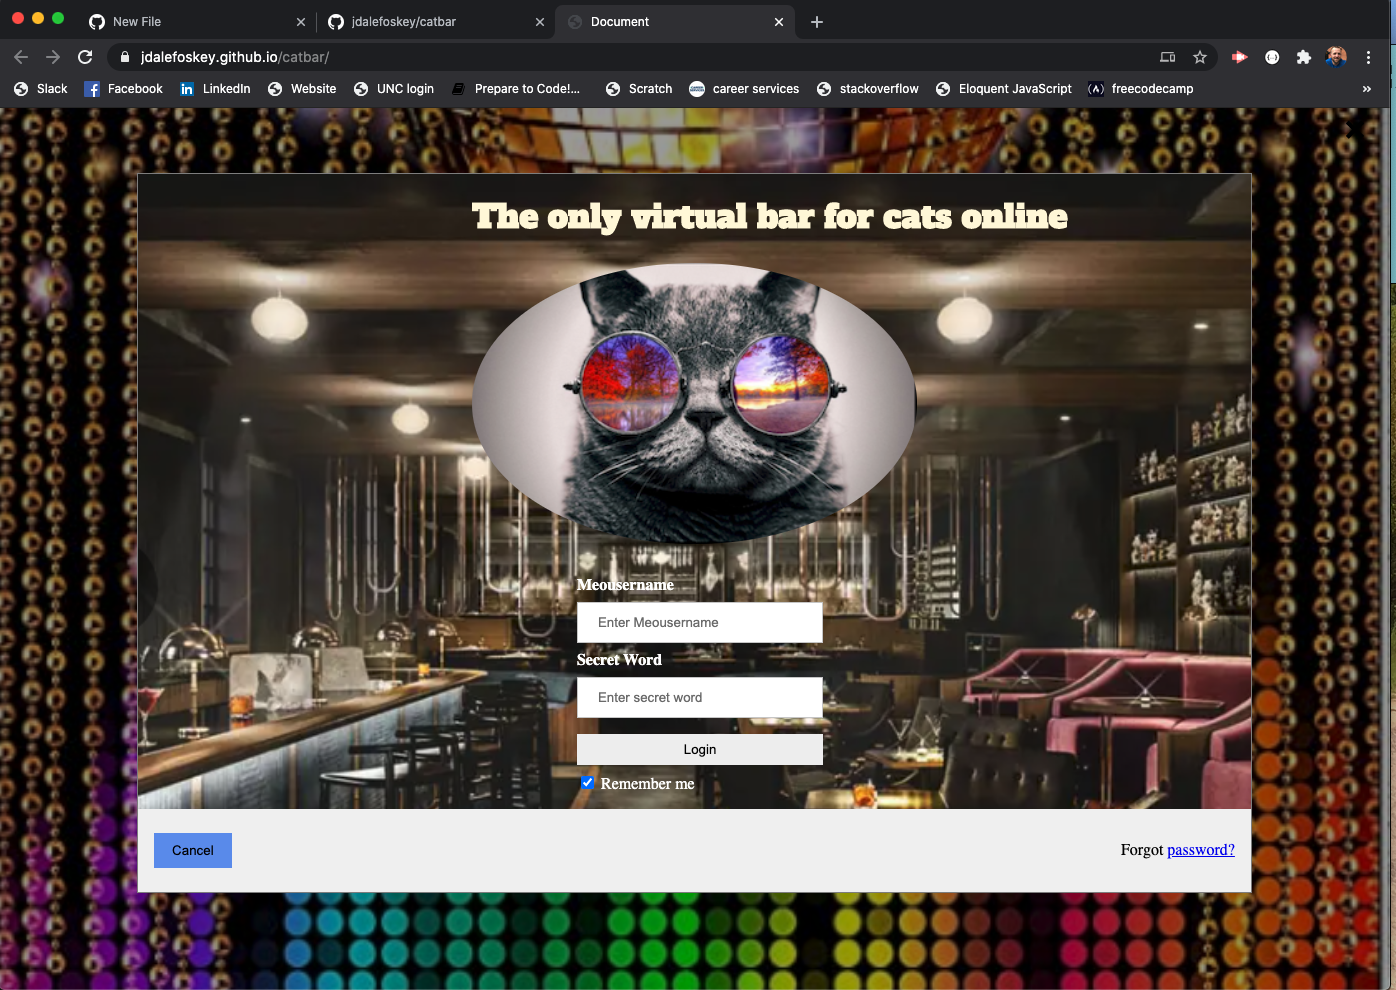 New File
jdalefoskey/catbar
Document
jdalefoskey.github.io/catbar/
Slack
Facebook
LinkedIn
Website
UNC login
Prepare to Code!...
Scratch
career services
stackoverflow
Eloquent JavaScript
freecodecamp
The only virtual bar for cats online
Meousername
Enter Meousername
Secret Word
Enter secret word
Login
Remember me
Cancel
Forgot password?